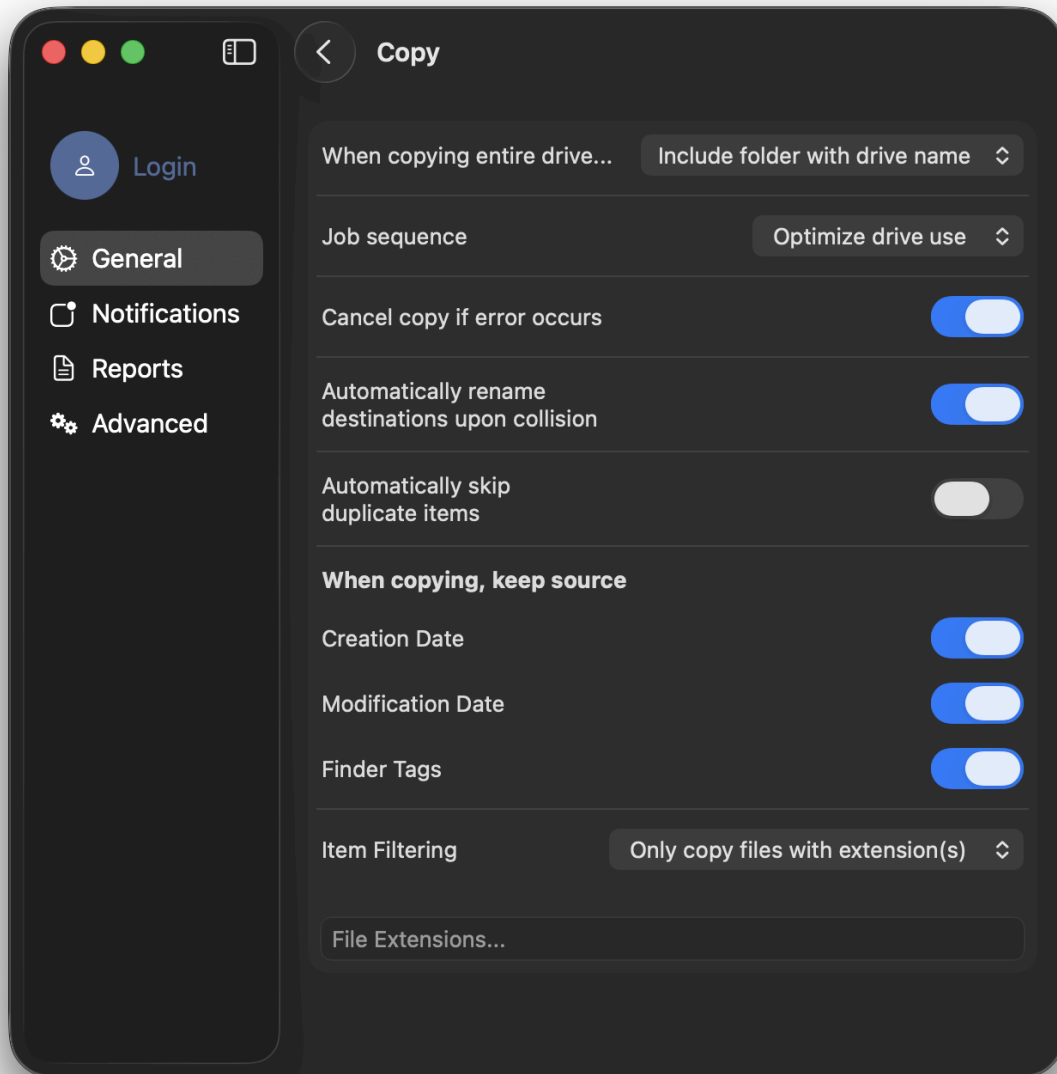 Copy
Login
General
Notifications
Reports
Advanced
When copying entire drive...
Include folder with drive name
Job sequence
Optimize drive use
Cancel copy if error occurs
Automatically rename
destinations upon collision
Automatically skip
duplicate items
When copying, keep source
Creation Date
Modification Date
Finder Tags
Item Filtering
Only copy files with extension(s)
File Extensions...